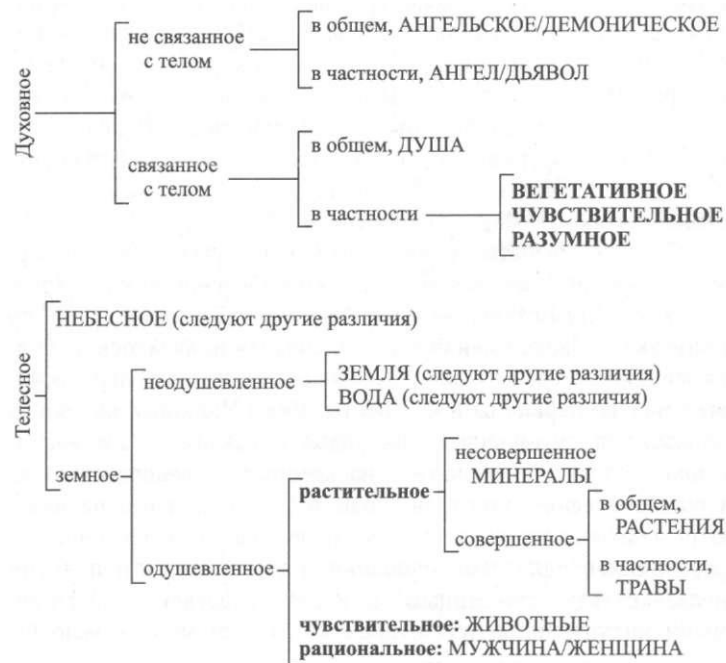 Духовное
не связанное
с телом
в общем, АНГЕЛЬСКОЕ/ДЕМОНИЧЕСКОЕ
в частности, АНГЕЛ/ДЬЯВОЛ
связанное
с телом
в общем, ДУША
в частности
ВЕГЕТАТИВНОЕ
ЧУВСТВИТЕЛЬНОЕ
РАЗУМНОЕ
Телесное
НЕБЕСНОЕ (следуют другие различия)
земное
неодушевленное
ЗЕМЛЯ (следуют другие различия)
ВОДА (следуют другие различия)
одушевленное
растительное
несовершенное
МИНЕРАЛЫ
совершенное
в общем,
РАСТЕНИЯ
в частности,
ТРАВЫ
чувствительное: ЖИВОТНЫЕ
рациональное: МУЖЧИНА/ЖЕНЩИНА